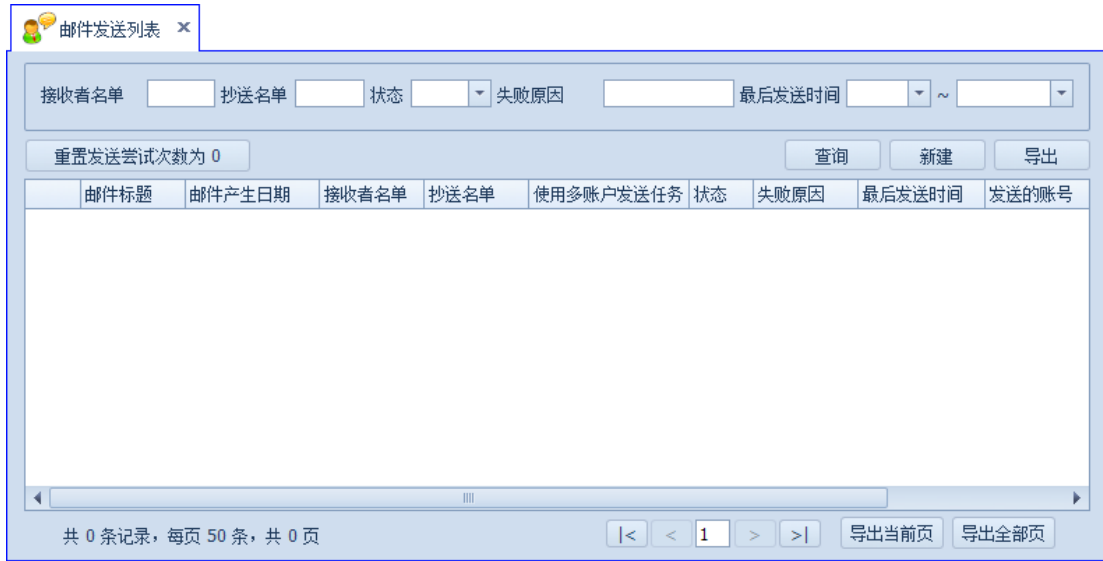 邮件发送列表 ×
接收者名单 抄送名单 状态 失败原因 最后发送时间 ~
重置发送尝试次数为 0 查询 新建 导出
邮件标题 邮件产生日期 接收者名单 抄送名单 使用多账户发送任务 状态 失败原因 最后发送时间 发送的账号
共 0 条记录，每页 50 条，共 0 页 |< < 1 > >| 导出当前页 导出全部页